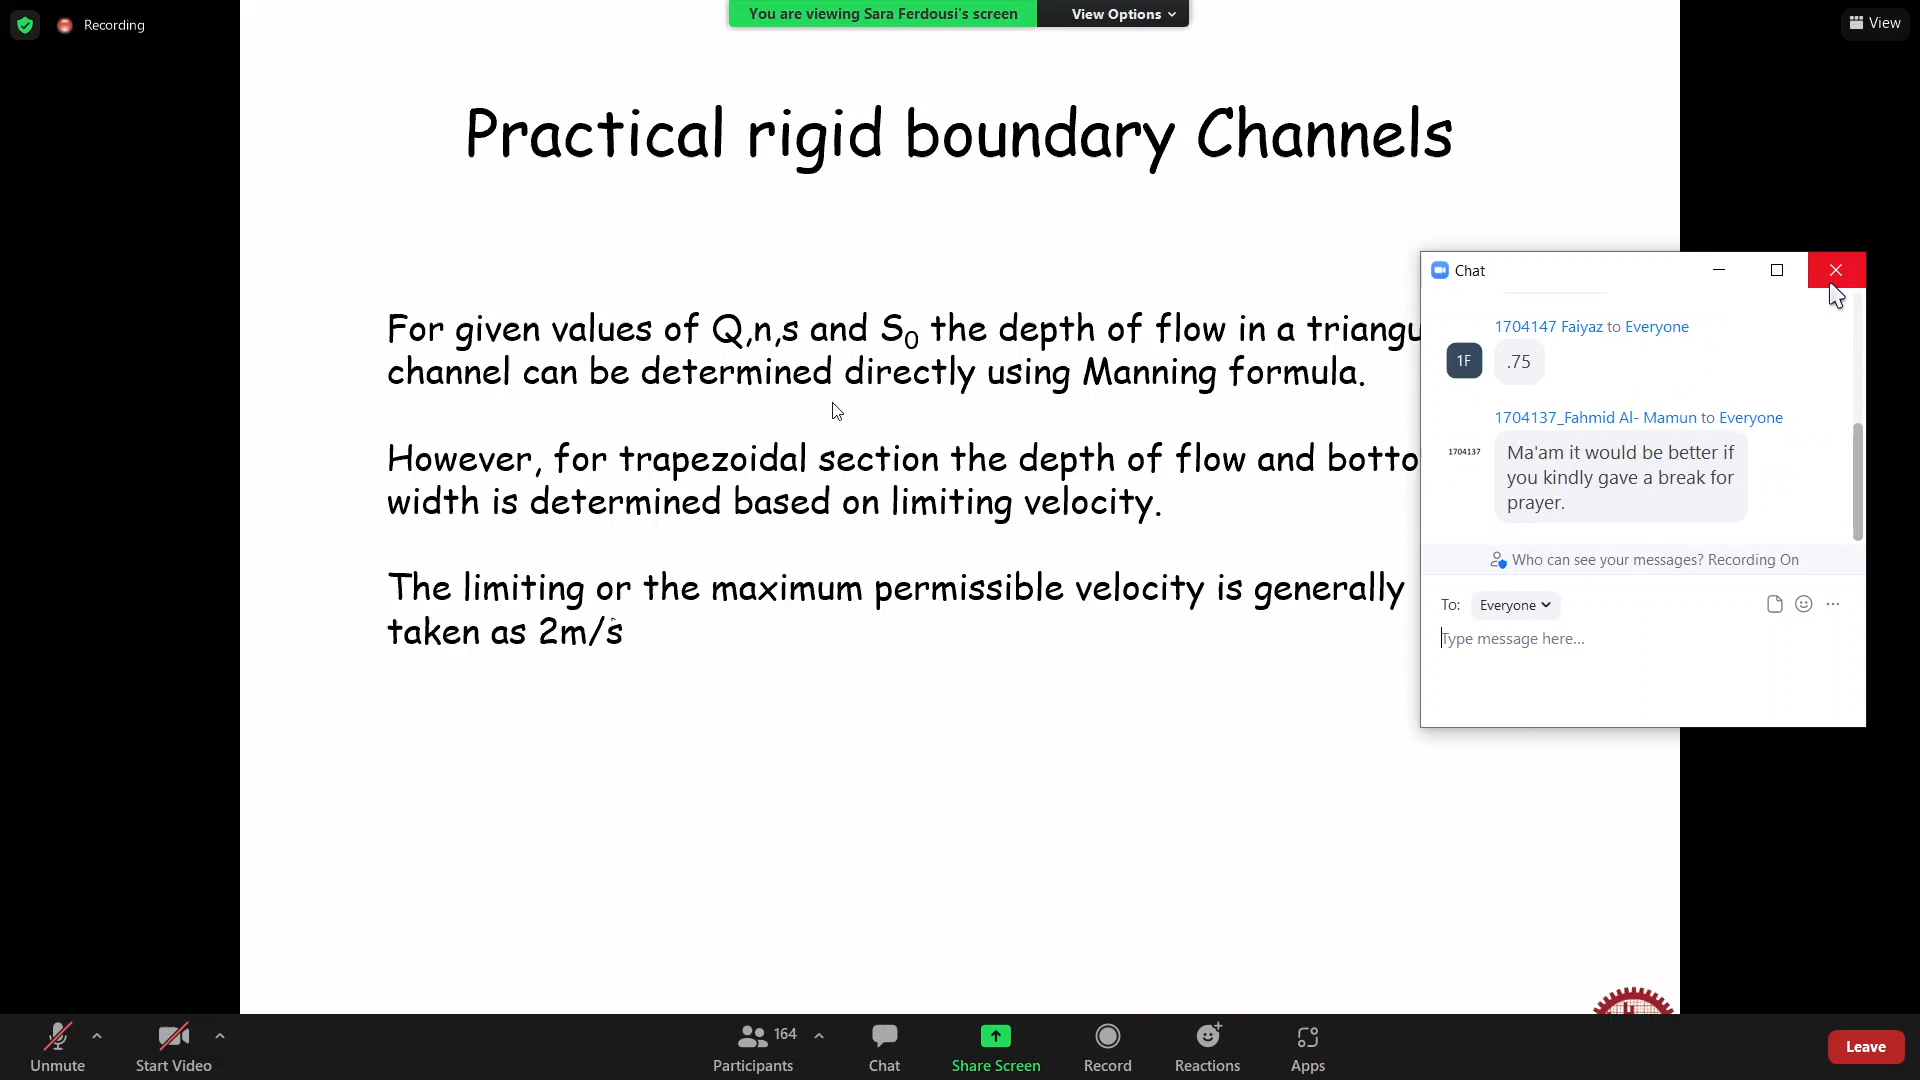 Recording
You are viewing Sara Ferdousi's screen
View Options
View
Practical rigid boundary Channels
For given values of Q,n,s and S₀ the depth of flow in a triangu
channel can be determined directly using Manning formula.
However, for trapezoidal section the depth of flow and botto
width is determined based on limiting velocity.
The limiting or the maximum permissible velocity is generally
taken as 2m/s
Chat
1704147 Faiyaz to Everyone
1F
.75
1704137_Fahmid Al- Mamun to Everyone
1704137
Ma'am it would be better if
you kindly gave a break for
prayer.
Who can see your messages? Recording On
To: Everyone
Type message here...
Unmute
Start Video
164
Participants
Chat
Share Screen
Record
Reactions
Apps
Leave